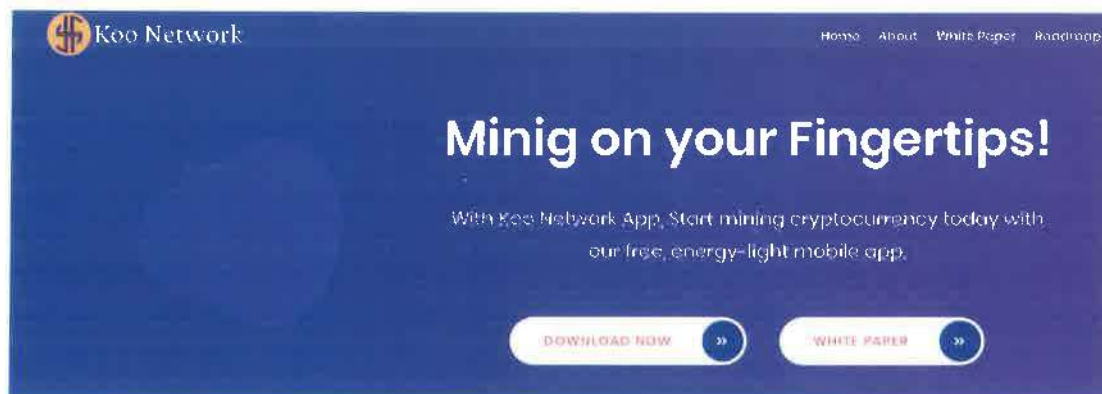 Koo Network
Home About White Paper Roadmap
Minig on your Fingertips!
With Koo Network App, Start mining cryptocurrency today with
our free, energy-light mobile app.
DOWNLOAD NOW »
WHITE PAPER »